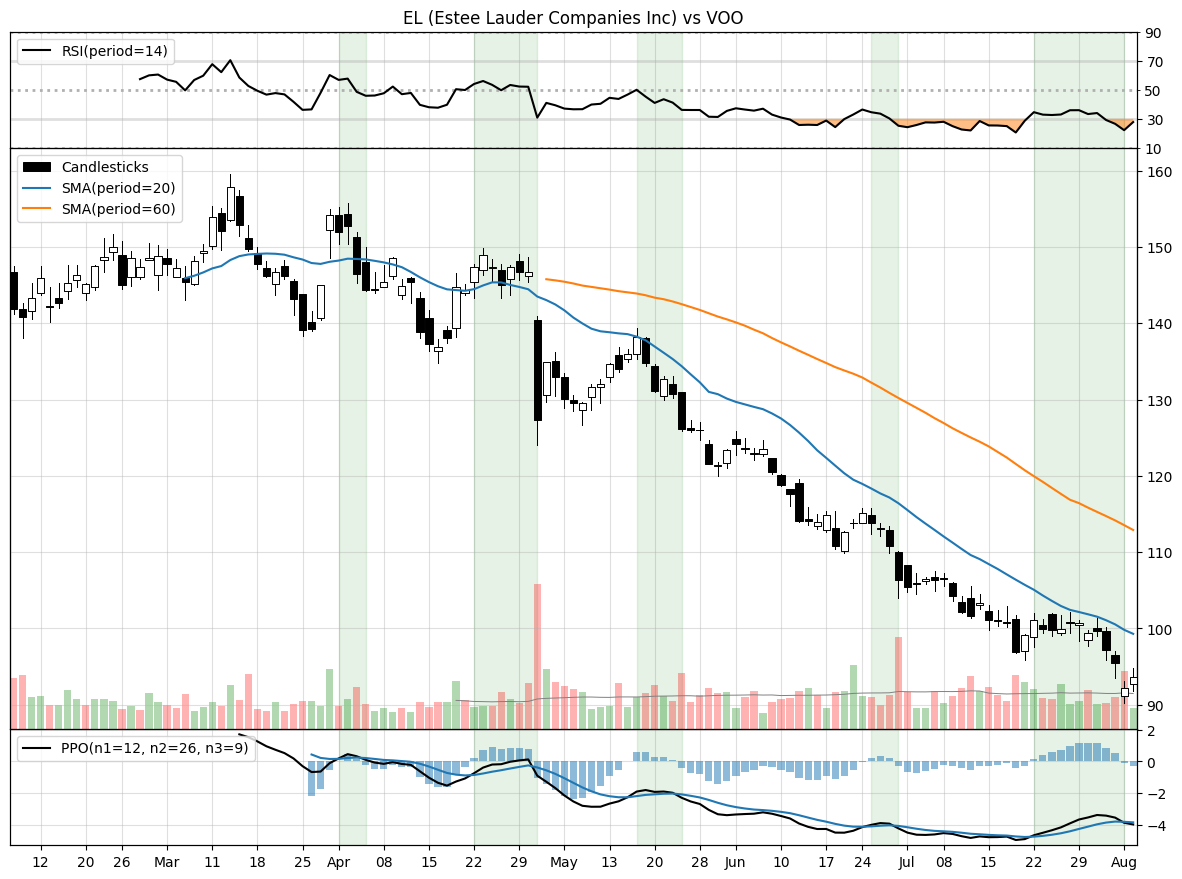 EL (Estee Lauder Companies Inc) vs VOO
RSI(period=14)
90
70
50
30
10
Candlesticks
SMA(period=20)
SMA(period=60)
160
150
140
130
120
110
100
90
PPO(n1=12, n2=26, n3=9)
2
0
−2
−4
12 20 26 Mar 11 18 25 Apr 08 15 22 29 May 13 20 28 Jun 10 17 24 Jul 08 15 22 29 Aug